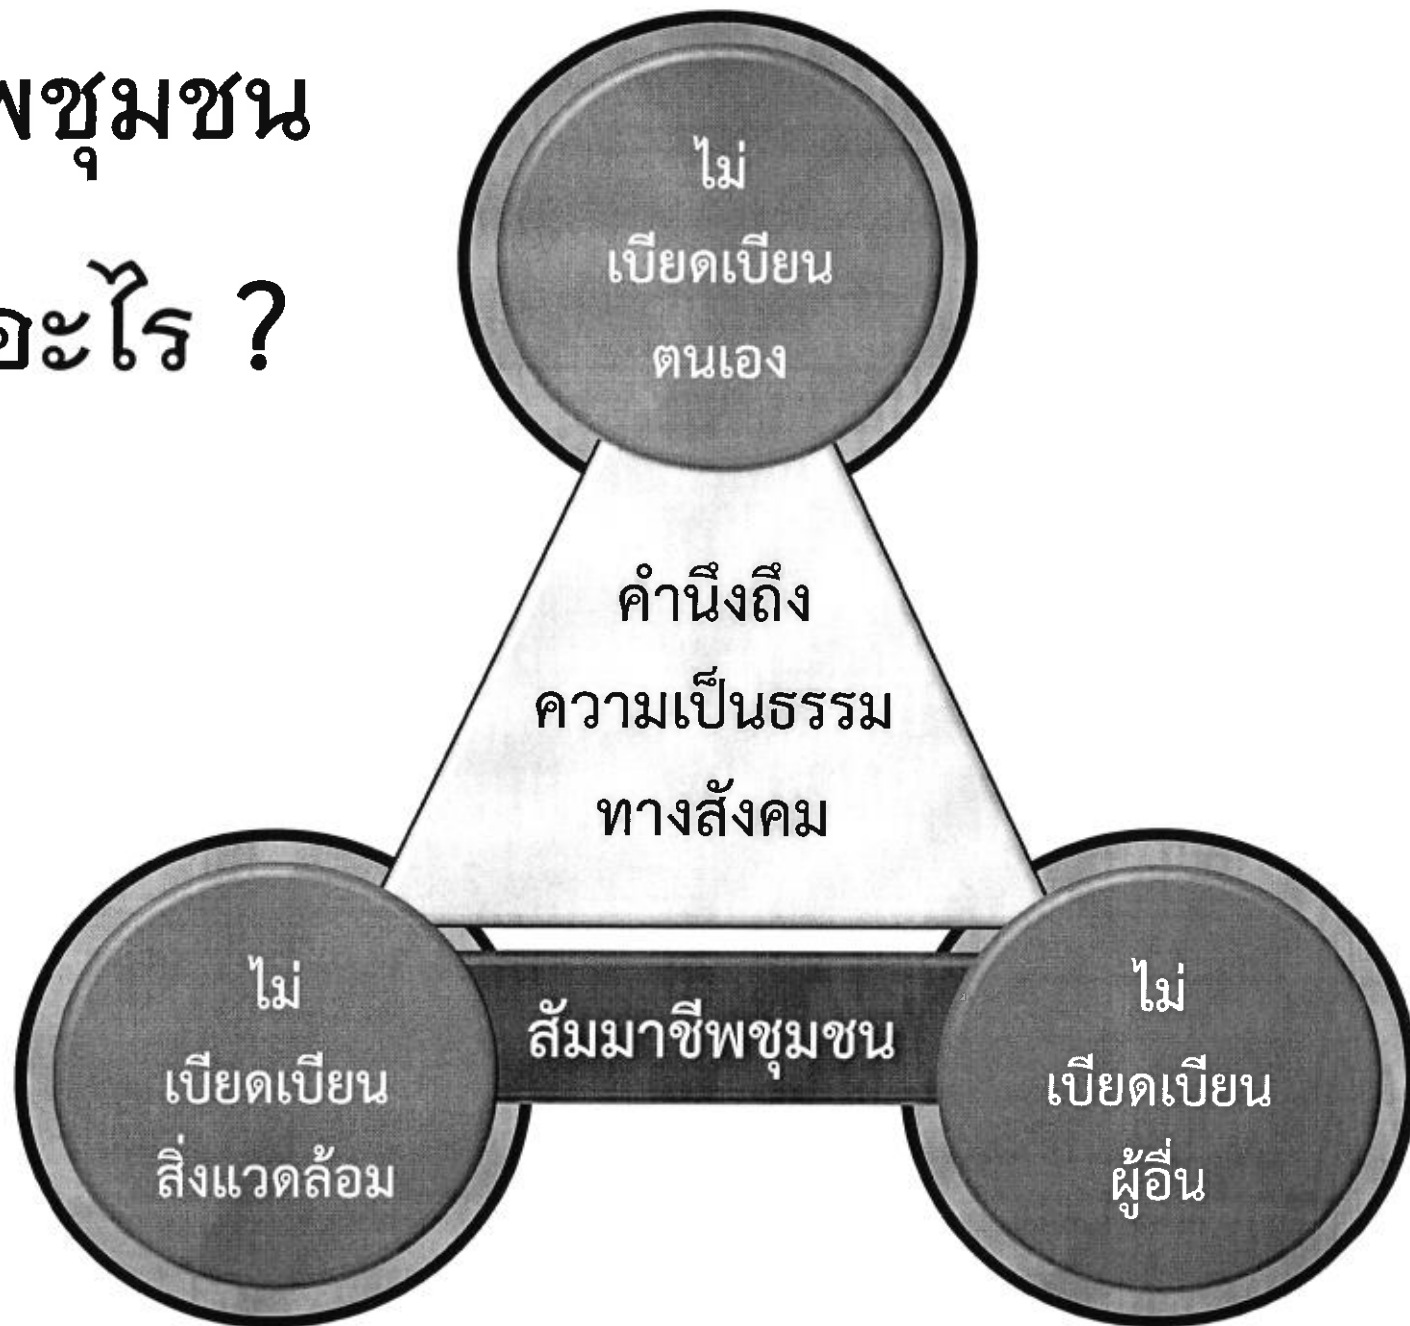 พชุมชน
อะไร ?
ไม่
เบียดเบียน
ตนเอง
คำนึงถึง
ความเป็นธรรม
ทางสังคม
ไม่
เบียดเบียน
สิ่งแวดล้อม
สัมมาชีพชุมชน
ไม่
เบียดเบียน
ผู้อื่น